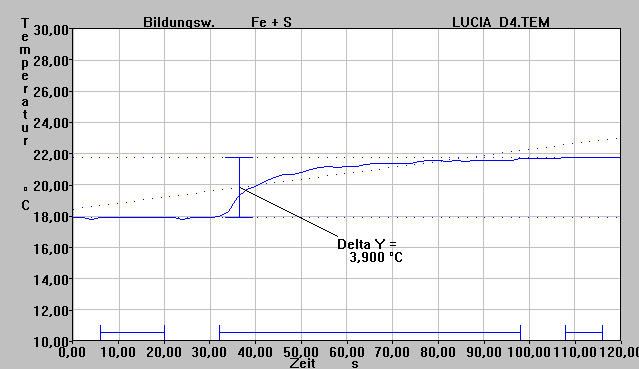 Bildungsw. Fe + S LUCIA D4.TEM
Temperatur °C
30,00
28,00
26,00
24,00
22,00
20,00
18,00
16,00
14,00
12,00
10,00
Delta Y =
3,900 °C
0,00 10,00 20,00 30,00 40,00 50,00 60,00 70,00 80,00 90,00 100,00 110,00 120,00
Zeit s